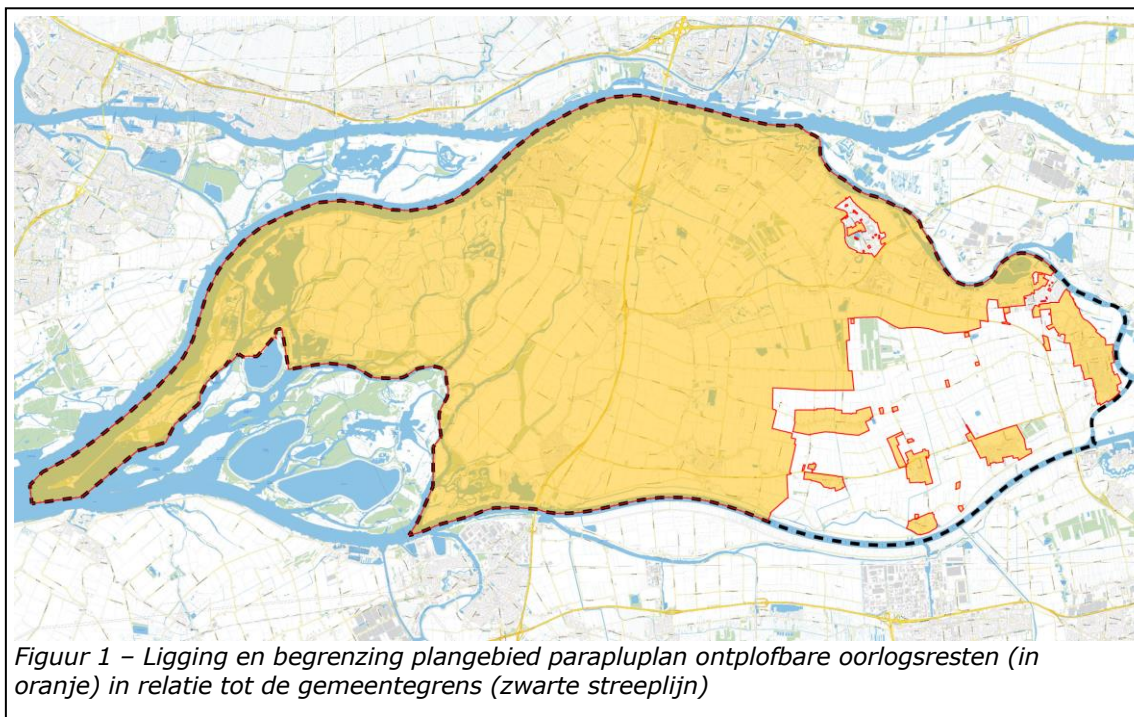 Figuur 1 – Ligging en begrenzing plangebied parapluplan ontplofbare oorlogsresten (in
oranje) in relatie tot de gemeentegrens (zwarte streeplijn)